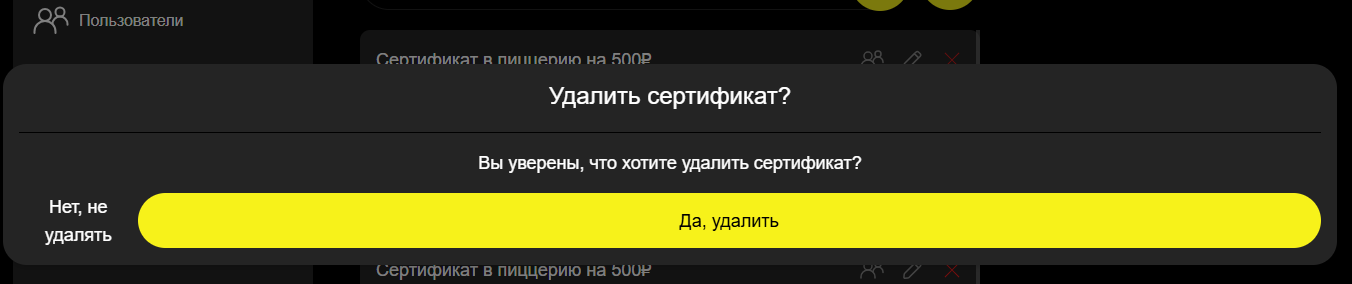 Пользователи
Сертификат в пиццерию на 500₽
Удалить сертификат?
Вы уверены, что хотите удалить сертификат?
Нет, не
удалять
Да, удалить
Сертификат в пиццерию на 500₽